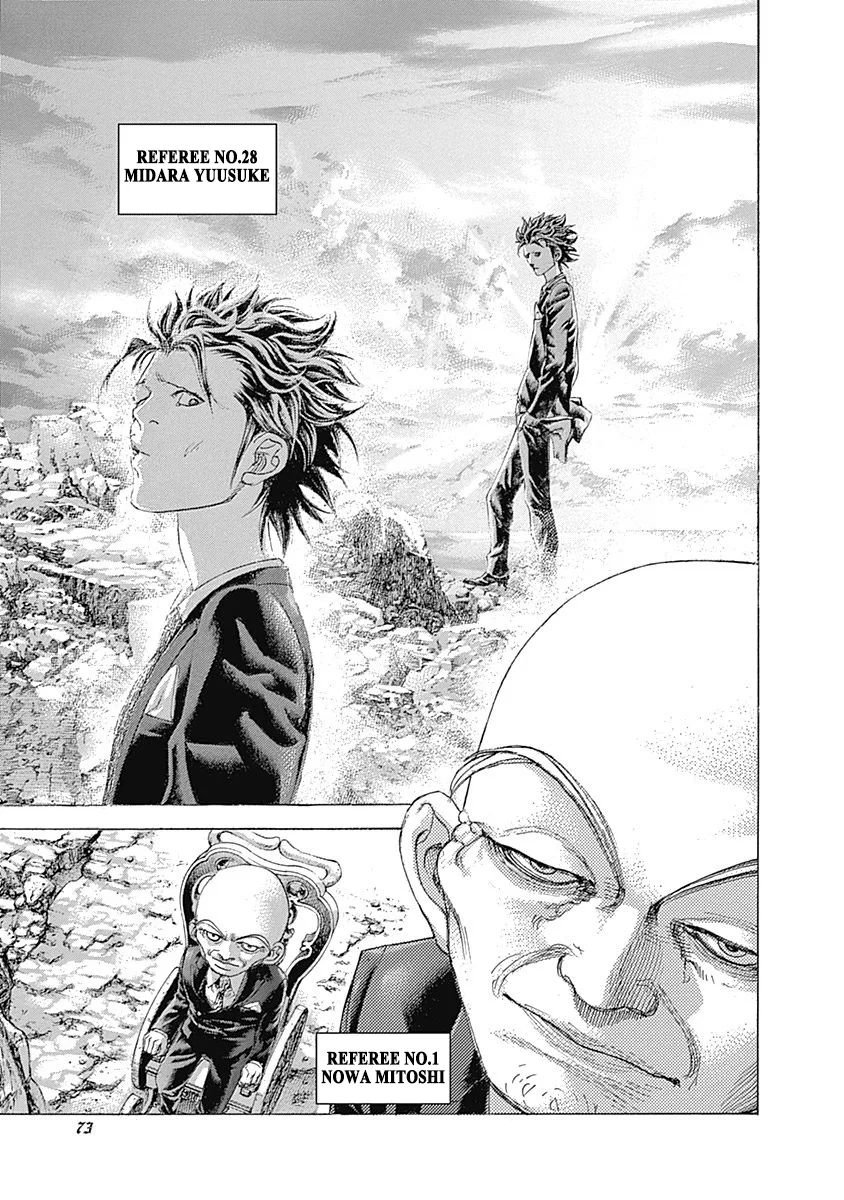 REFEREE NO.28
MIDARA YUUSUKE
REFEREE NO.1
NOWA MITOSHI
73